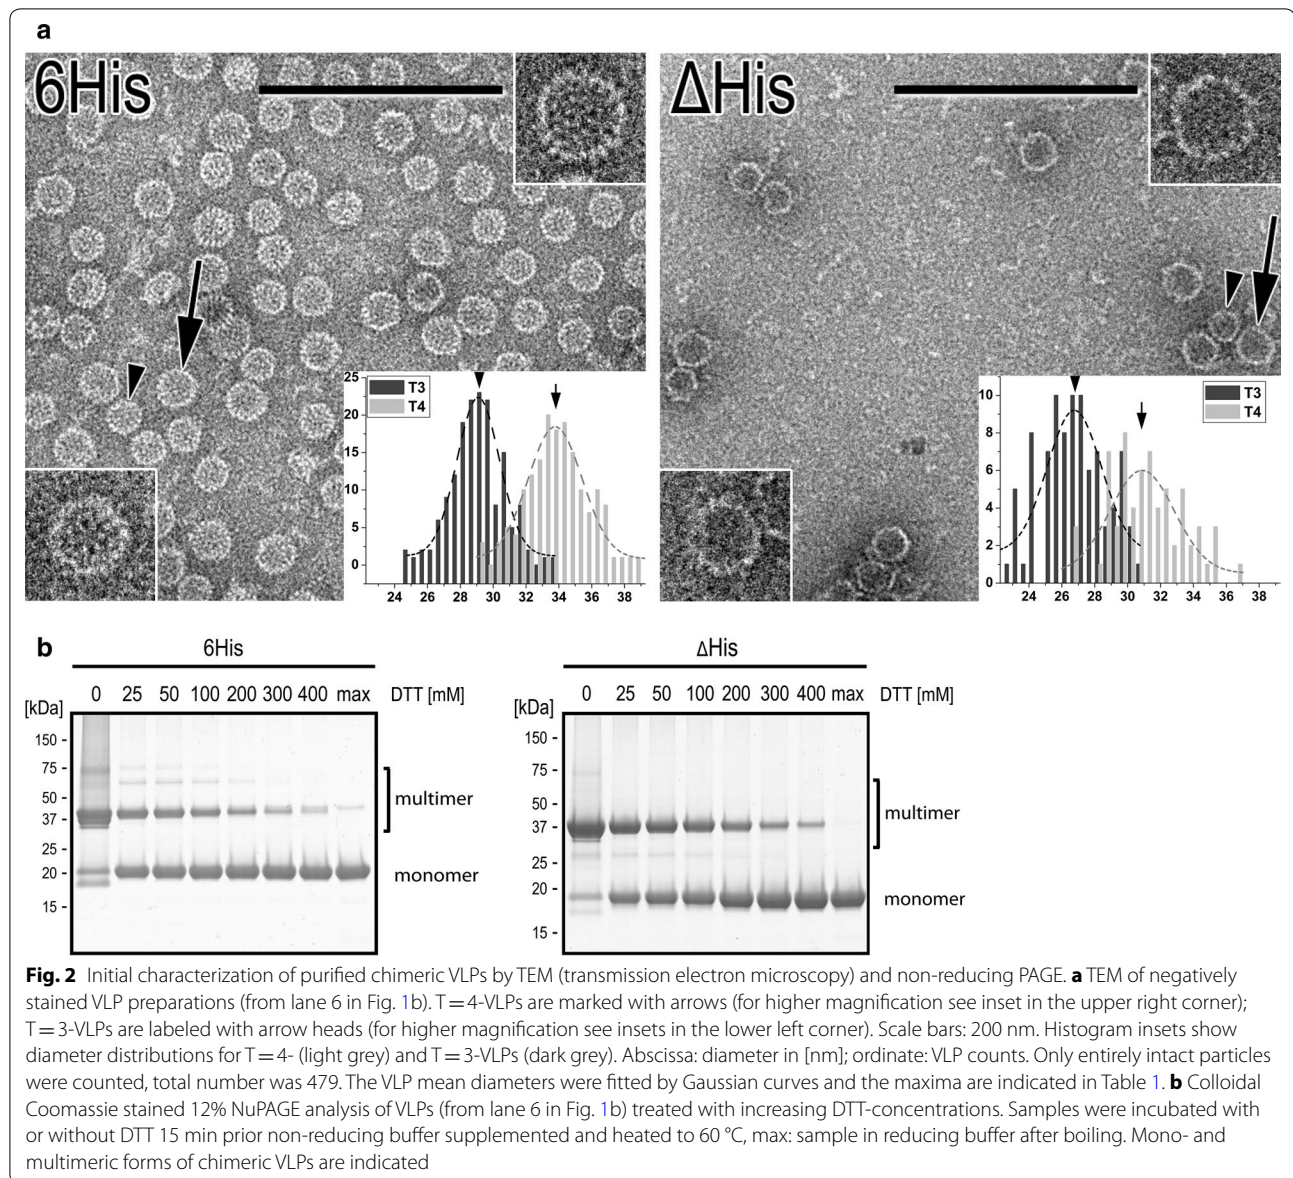 a
6His
ΔHis
T3
T4
25
20
15
10
5
0
24 26 28 30 32 34 36 38
T3
T4
10
8
6
4
2
0
24 26 28 30 32 34 36 38
b
6His
0 25 50 100 200 300 400 max DTT [mM]
[kDa]
150 -
75 -
50 -
37 -
25 -
20 -
15 -
multimer
monomer
ΔHis
0 25 50 100 200 300 400 max DTT [mM]
[kDa]
150 -
75 -
50 -
37 -
25 -
20 -
15 -
multimer
monomer
Fig. 2 Initial characterization of purified chimeric VLPs by TEM (transmission electron microscopy) and non-reducing PAGE. a TEM of negatively
stained VLP preparations (from lane 6 in Fig. 1b). T = 4-VLPs are marked with arrows (for higher magnification see inset in the upper right corner);
T = 3-VLPs are labeled with arrow heads (for higher magnification see insets in the lower left corner). Scale bars: 200 nm. Histogram insets show
diameter distributions for T = 4- (light grey) and T = 3-VLPs (dark grey). Abscissa: diameter in [nm]; ordinate: VLP counts. Only entirely intact particles
were counted, total number was 479. The VLP mean diameters were fitted by Gaussian curves and the maxima are indicated in Table 1. b Colloidal
Coomassie stained 12% NuPAGE analysis of VLPs (from lane 6 in Fig. 1b) treated with increasing DTT-concentrations. Samples were incubated with
or without DTT 15 min prior non-reducing buffer supplemented and heated to 60 °C, max: sample in reducing buffer after boiling. Mono- and
multimeric forms of chimeric VLPs are indicated